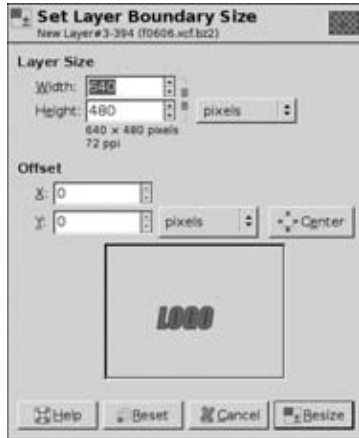 Set Layer Boundary Size
New Layer#3-394 (f0606.xcf.bz2)
Layer Size
Width: 640
Height: 480 pixels
640 × 480 pixels
72 ppi
Offset
X: 0
Y: 0 pixels Center
LOGO
Help Reset Cancel Resize